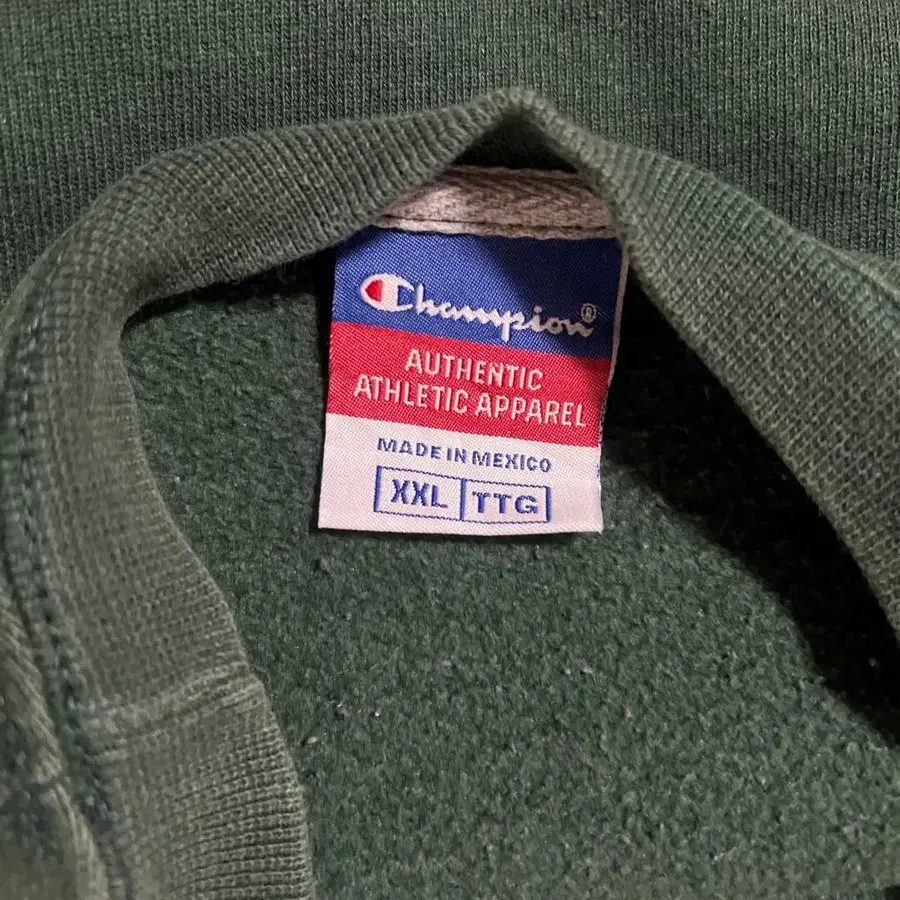 Champion®
AUTHENTIC
ATHLETIC APPAREL
MADE IN MEXICO
XXL TTG